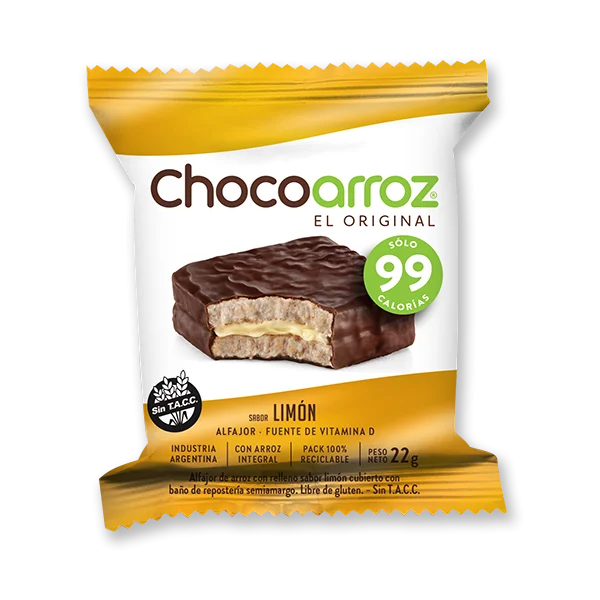 Chocoarroz®
EL ORIGINAL
SÓLO
99
CALORÍAS
Sin T.A.C.C.
SABOR LIMÓN
ALFAJOR - FUENTE DE VITAMINA D
INDUSTRIA ARGENTINA
CON ARROZ INTEGRAL
PACK 100% RECICLABLE
PESO NETO 22g
Alfajor de arroz con relleno sabor limón cubierto con
baño de repostería semiamargo. Libre de gluten. – Sin T.A.C.C.